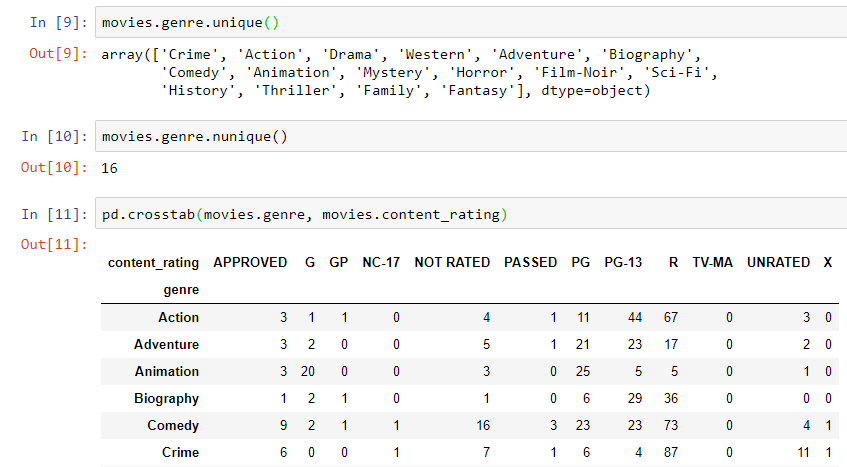 In [9]: movies.genre.unique()
Out[9]: array(['Crime', 'Action', 'Drama', 'Western', 'Adventure', 'Biography',
'Comedy', 'Animation', 'Mystery', 'Horror', 'Film-Noir', 'Sci-Fi',
'History', 'Thriller', 'Family', 'Fantasy'], dtype=object)
In [10]: movies.genre.nunique()
Out[10]: 16
In [11]: pd.crosstab(movies.genre, movies.content_rating)
Out[11]:
content_rating APPROVED G GP NC-17 NOT RATED PASSED PG PG-13 R TV-MA UNRATED X
genre
Action 3 1 1 0 4 1 11 44 67 0 3 0
Adventure 3 2 0 0 5 1 21 23 17 0 2 0
Animation 3 20 0 0 3 0 25 5 5 0 1 0
Biography 1 2 1 0 1 0 6 29 36 0 0 0
Comedy 9 2 1 1 16 3 23 23 73 0 4 1
Crime 6 0 0 1 7 1 6 4 87 0 11 1